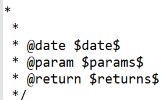 *
*
* @date $date$
* @param $params$
* @return $returns$
*/